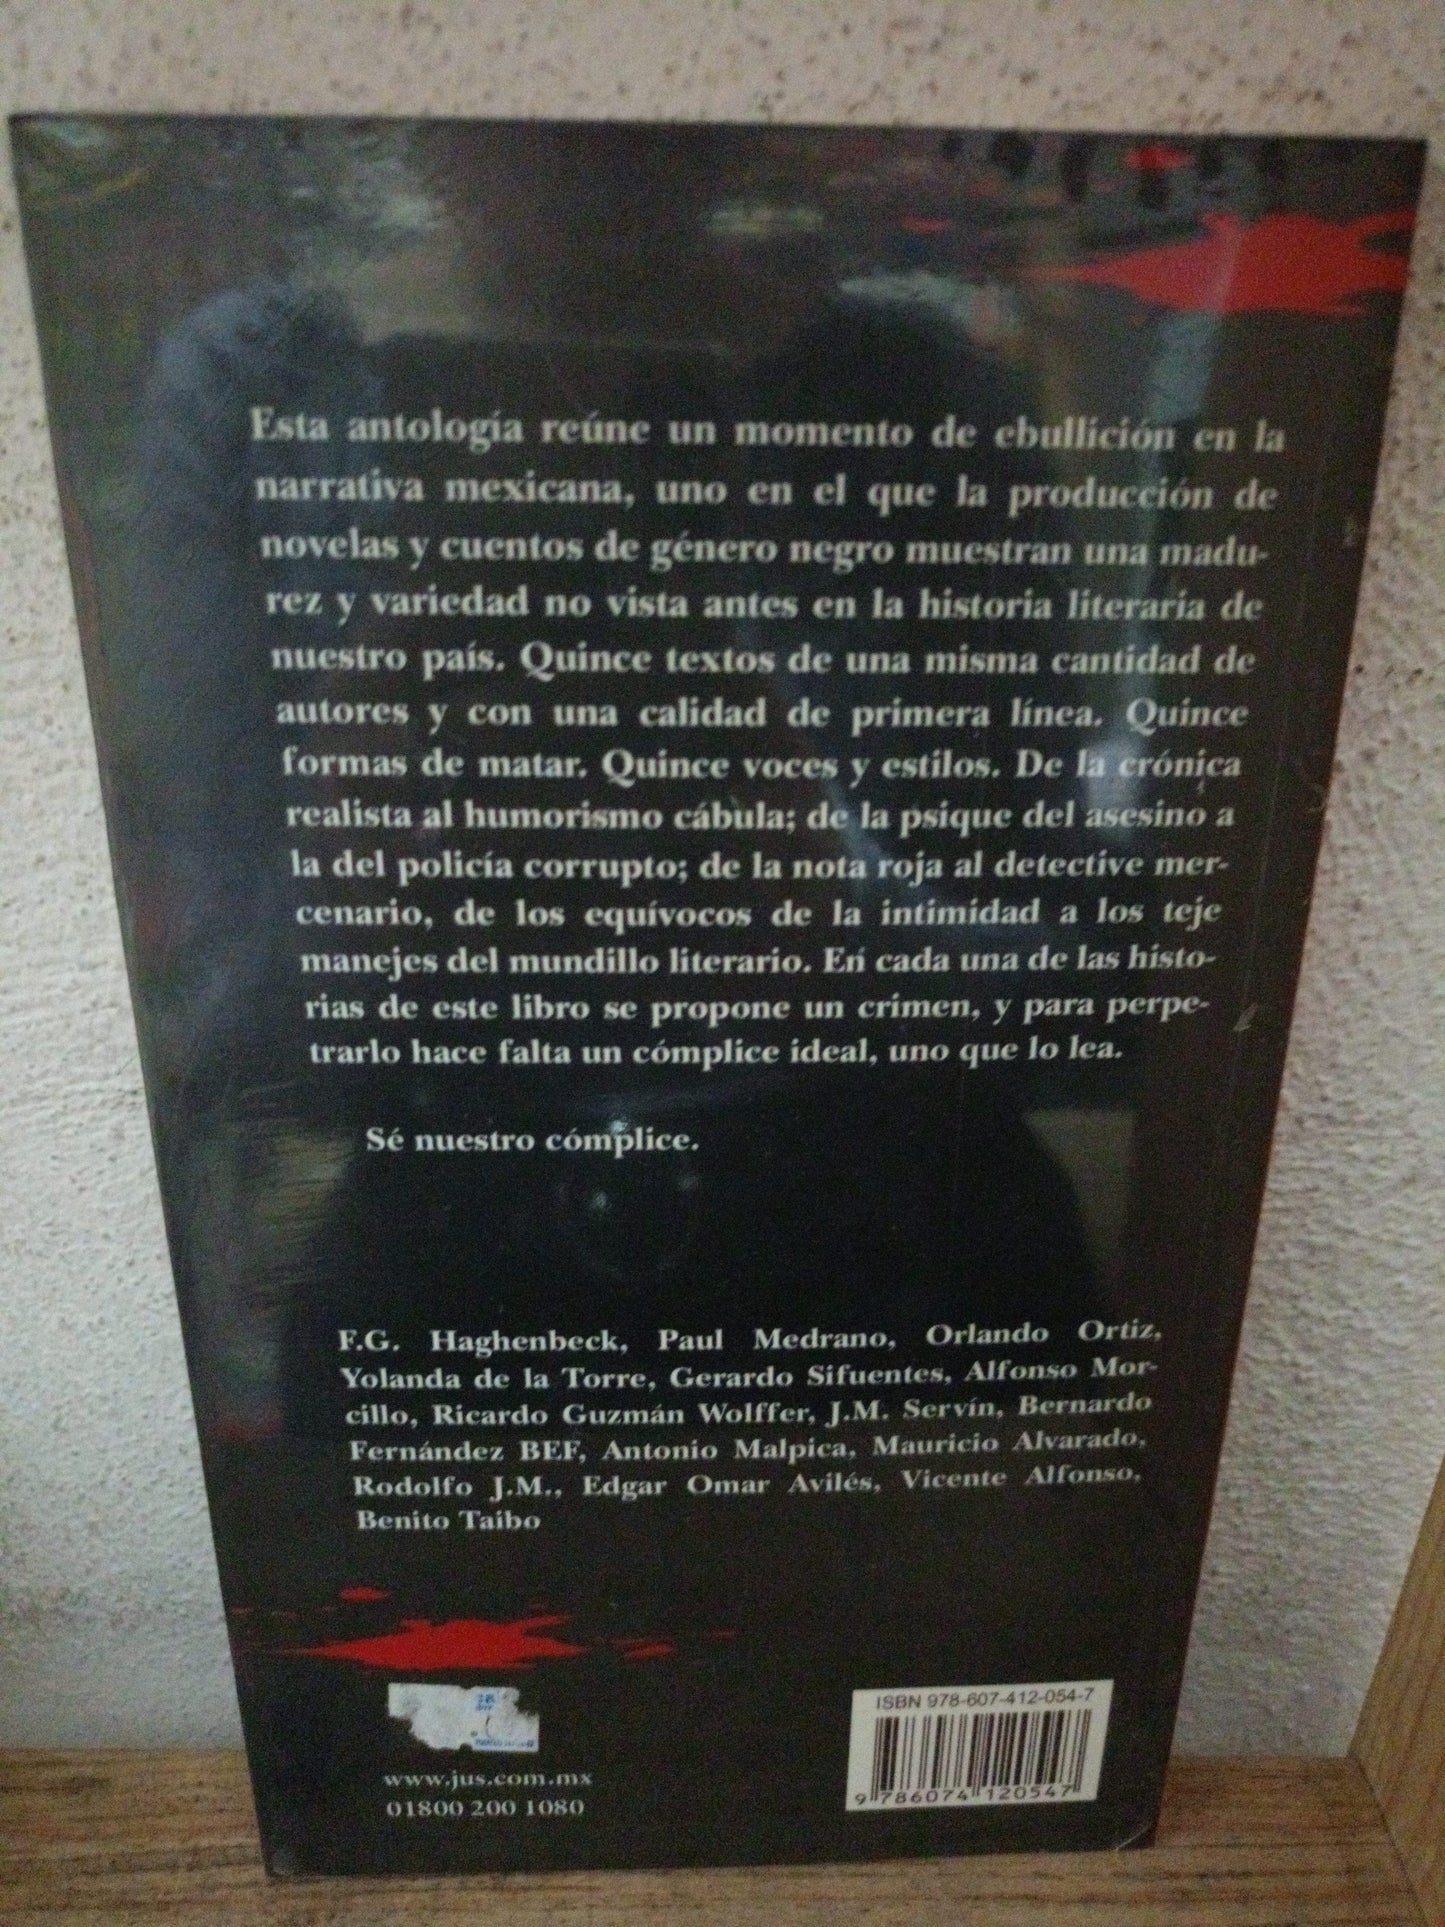 Esta antología reúne un momento de ebullición en la
narrativa mexicana, uno en el que la producción de
novelas y cuentos de género negro muestran una madu-
rez y variedad no vista antes en la historia literaria de
nuestro país. Quince textos de una misma cantidad de
autores y con una calidad de primera línea. Quince
formas de matar. Quince voces y estilos. De la crónica
realista al humorismo cábula; de la psique del asesino a
la del policía corrupto; de la nota roja al detective mer-
cenario, de los equívocos de la intimidad a los teje
manejes del mundillo literario. En cada una de las histo-
rias de este libro se propone un crimen, y para perpe-
trarlo hace falta un cómplice ideal, uno que lo lea.
Sé nuestro cómplice.
F.G. Haghenbeck, Paul Medrano, Orlando Ortiz,
Yolanda de la Torre, Gerardo Sifuentes, Alfonso Mor-
cillo, Ricardo Guzmán Wolffer, J.M. Servín, Bernardo
Fernández BEF, Antonio Malpica, Mauricio Alvarado,
Rodolfo J.M., Edgar Omar Avilés, Vicente Alfonso,
Benito Taibo
ISBN 978-607-412-054-7
9 786074 120547
www.jus.com.mx
01800 200 1080